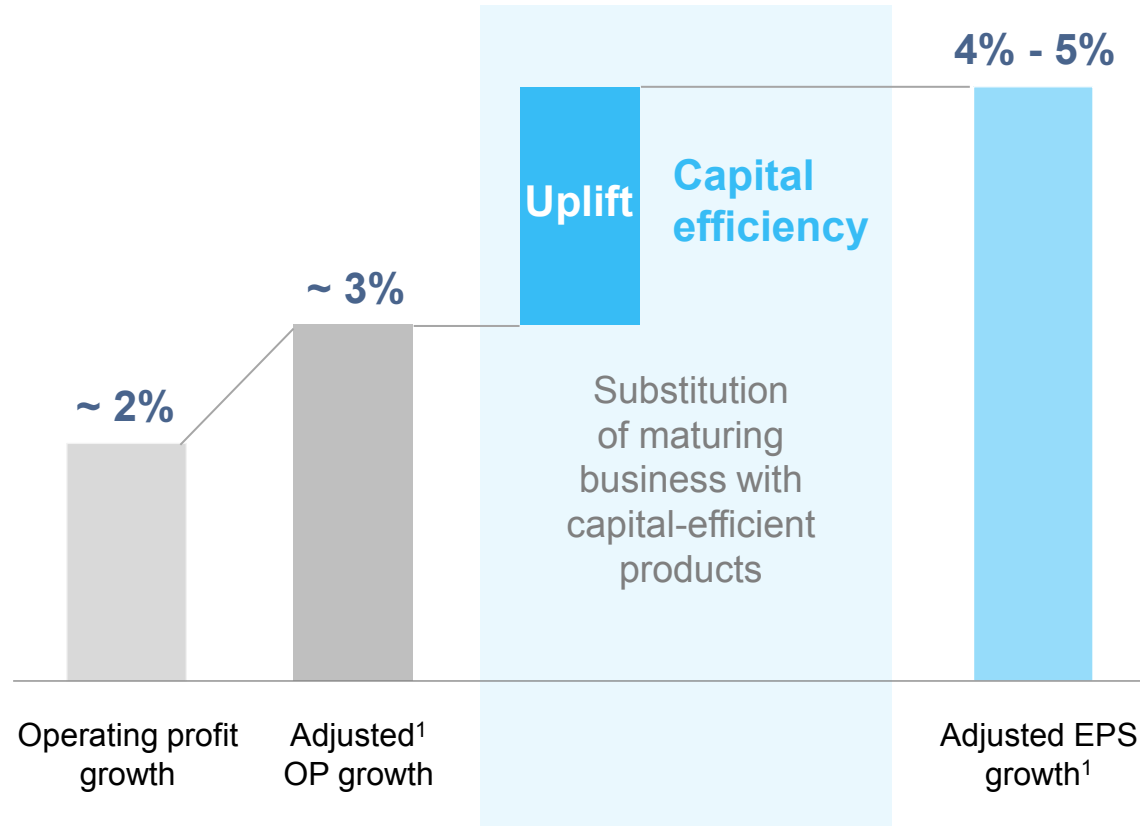 4% - 5%
Uplift
Capital
efficiency
~ 3%
~ 2%
Substitution
of maturing
business with
capital-efficient
products
Operating profit
growth
Adjusted¹
OP growth
Adjusted EPS
growth¹